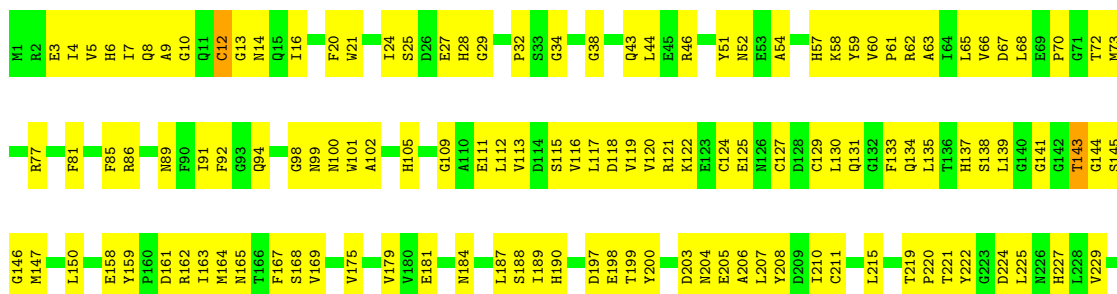 M1 R2 E3 I4 V5 H6 I7 Q8 A9 G10 Q11 C12 G13 N14 Q15 I16 F20 W21 I24 S25 D26 E27 H28 G29 P32 S33 G34 G38 Q43 L44 E45 R46 Y51 N52 E53 A54 H57 K58 Y59 V60 P61 R62 A63 I64 L65 V66 D67 L68 E69 P70 G71 T72 M73
R77 F81 F85 R86 N89 F90 I91 F92 G93 Q94 G98 N99 N100 W101 A102 H105 G109 A110 E111 L112 V113 D114 S115 V116 L117 D118 V119 V120 R121 K122 E123 C124 E125 N126 C127 D128 C129 L130 Q131 G132 F133 Q134 L135 T136 H137 S138 L139 G140 G141 G142 T143 G144 S145
G146 M147 L150 E158 Y159 P160 D161 R162 I163 M164 N165 T166 F167 S168 V169 V175 V179 V180 E181 N184 L187 S188 I189 H190 D197 E198 T199 Y200 D203 N204 E205 A206 L207 Y208 D209 I210 C211 L215 T219 P220 T221 Y222 G223 D224 L225 N226 H227 L228 V229